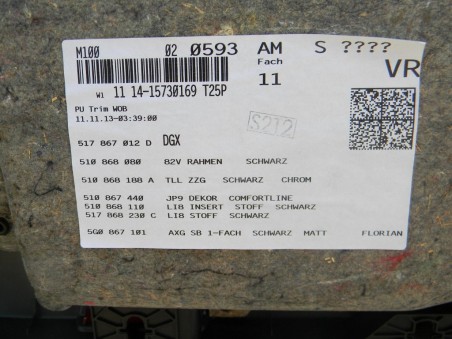 M100 02 0593 AM S ????
Fach VR
W1 11 14-15730169 T25P 11
PU Trim WOB
11.11.13-03:39:00
S212
517 867 012 D DGX
510 868 080 82V RAHMEN SCHWARZ
510 868 188 A TLL ZZG SCHWARZ CHROM
510 867 440 JP9 DEKOR COMFORTLINE
510 868 110 LIB INSERT STOFF SCHWARZ
517 868 230 C LIB STOFF SCHWARZ
5G0 867 101 AXG SB 1-FACH SCHWARZ MATT FLORIAN